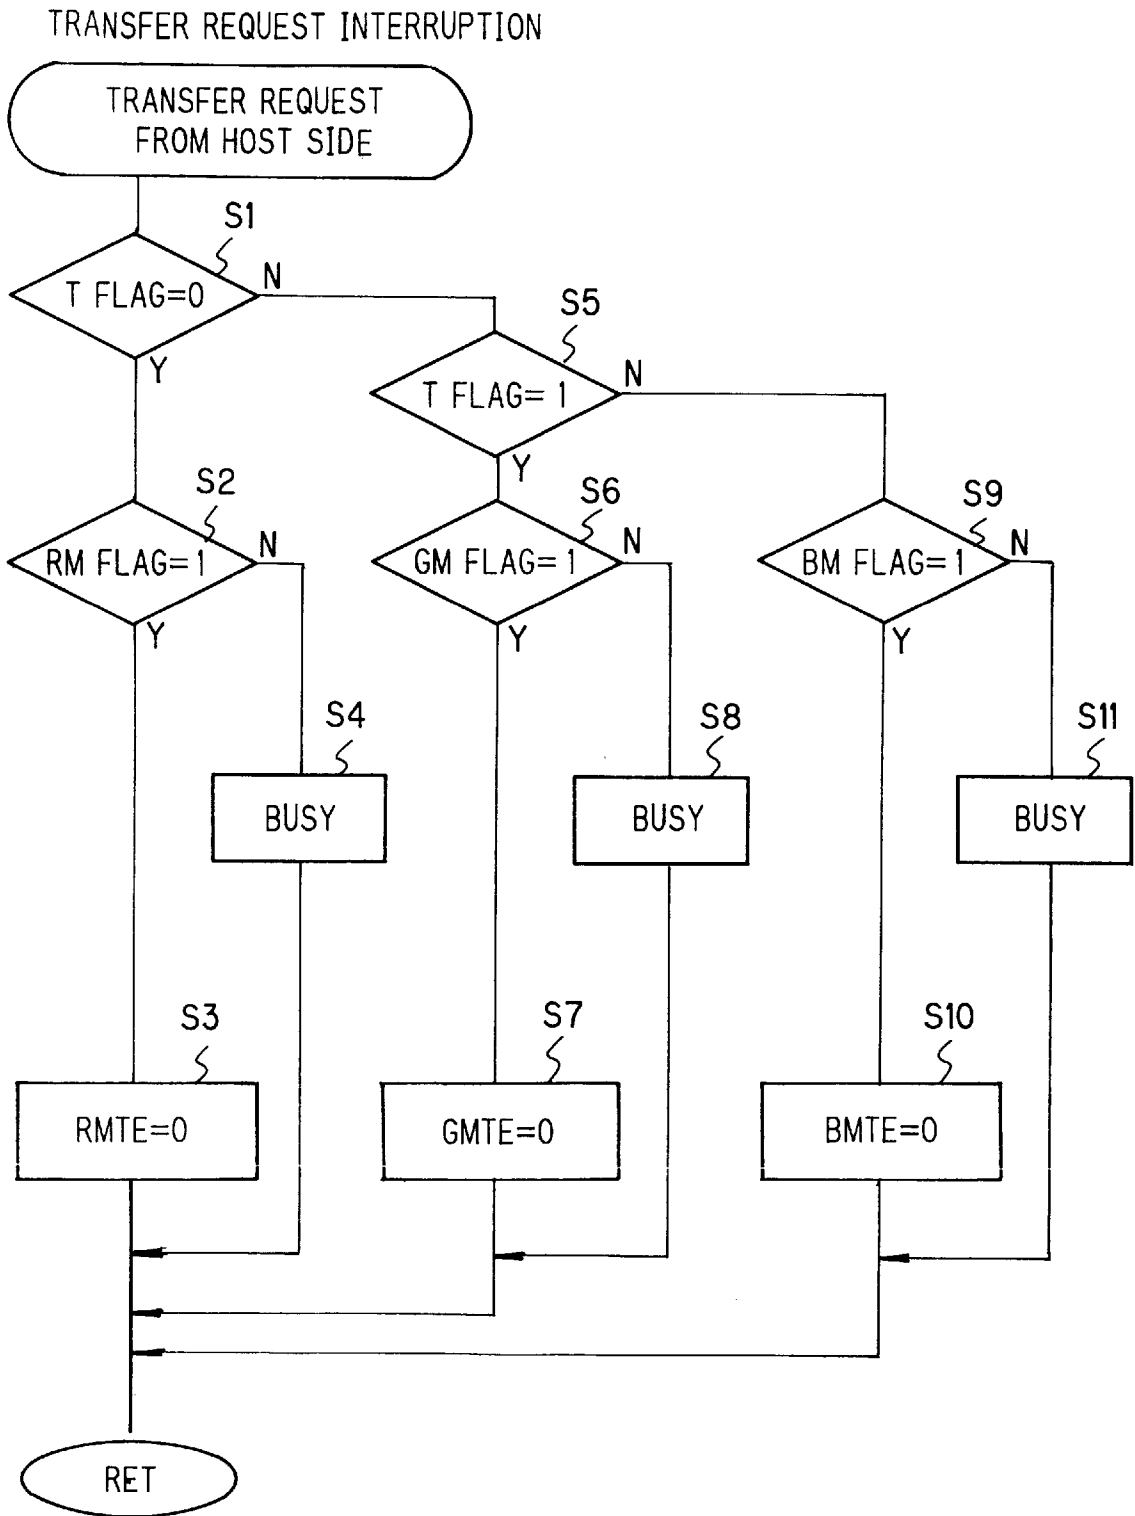 TRANSFER REQUEST INTERRUPTION
TRANSFER REQUEST
FROM HOST SIDE
S1
T FLAG=0
N
Y
S5
T FLAG=1
N
Y
S2
RM FLAG=1
N
Y
S6
GM FLAG=1
N
Y
S9
BM FLAG=1
N
Y
S4
BUSY
S8
BUSY
S11
BUSY
S3
RMTE=0
S7
GMTE=0
S10
BMTE=0
RET